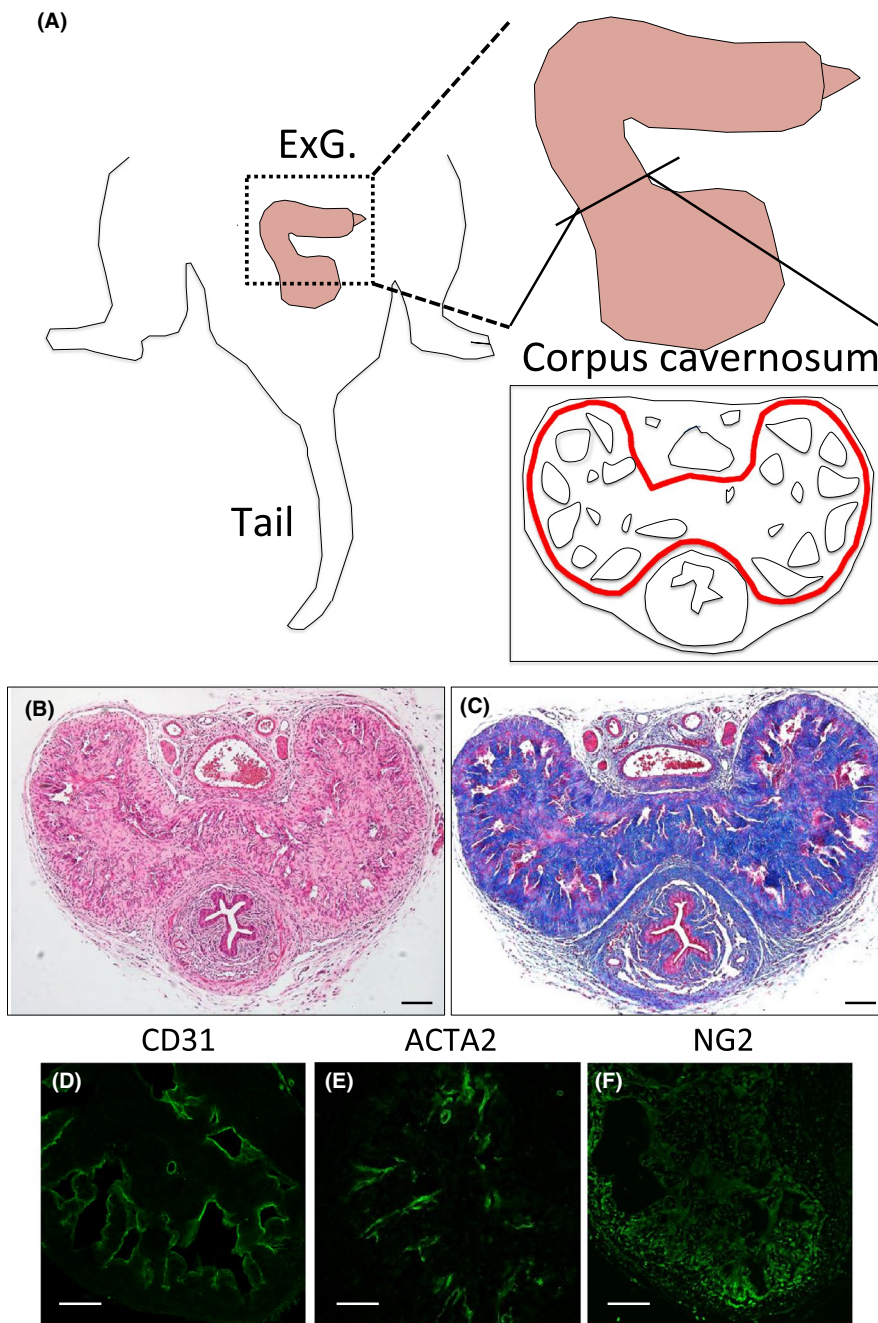 (A)
ExG.
Corpus cavernosum
Tail
(B)
(C)
CD31
ACTA2
NG2
(D)
(E)
(F)